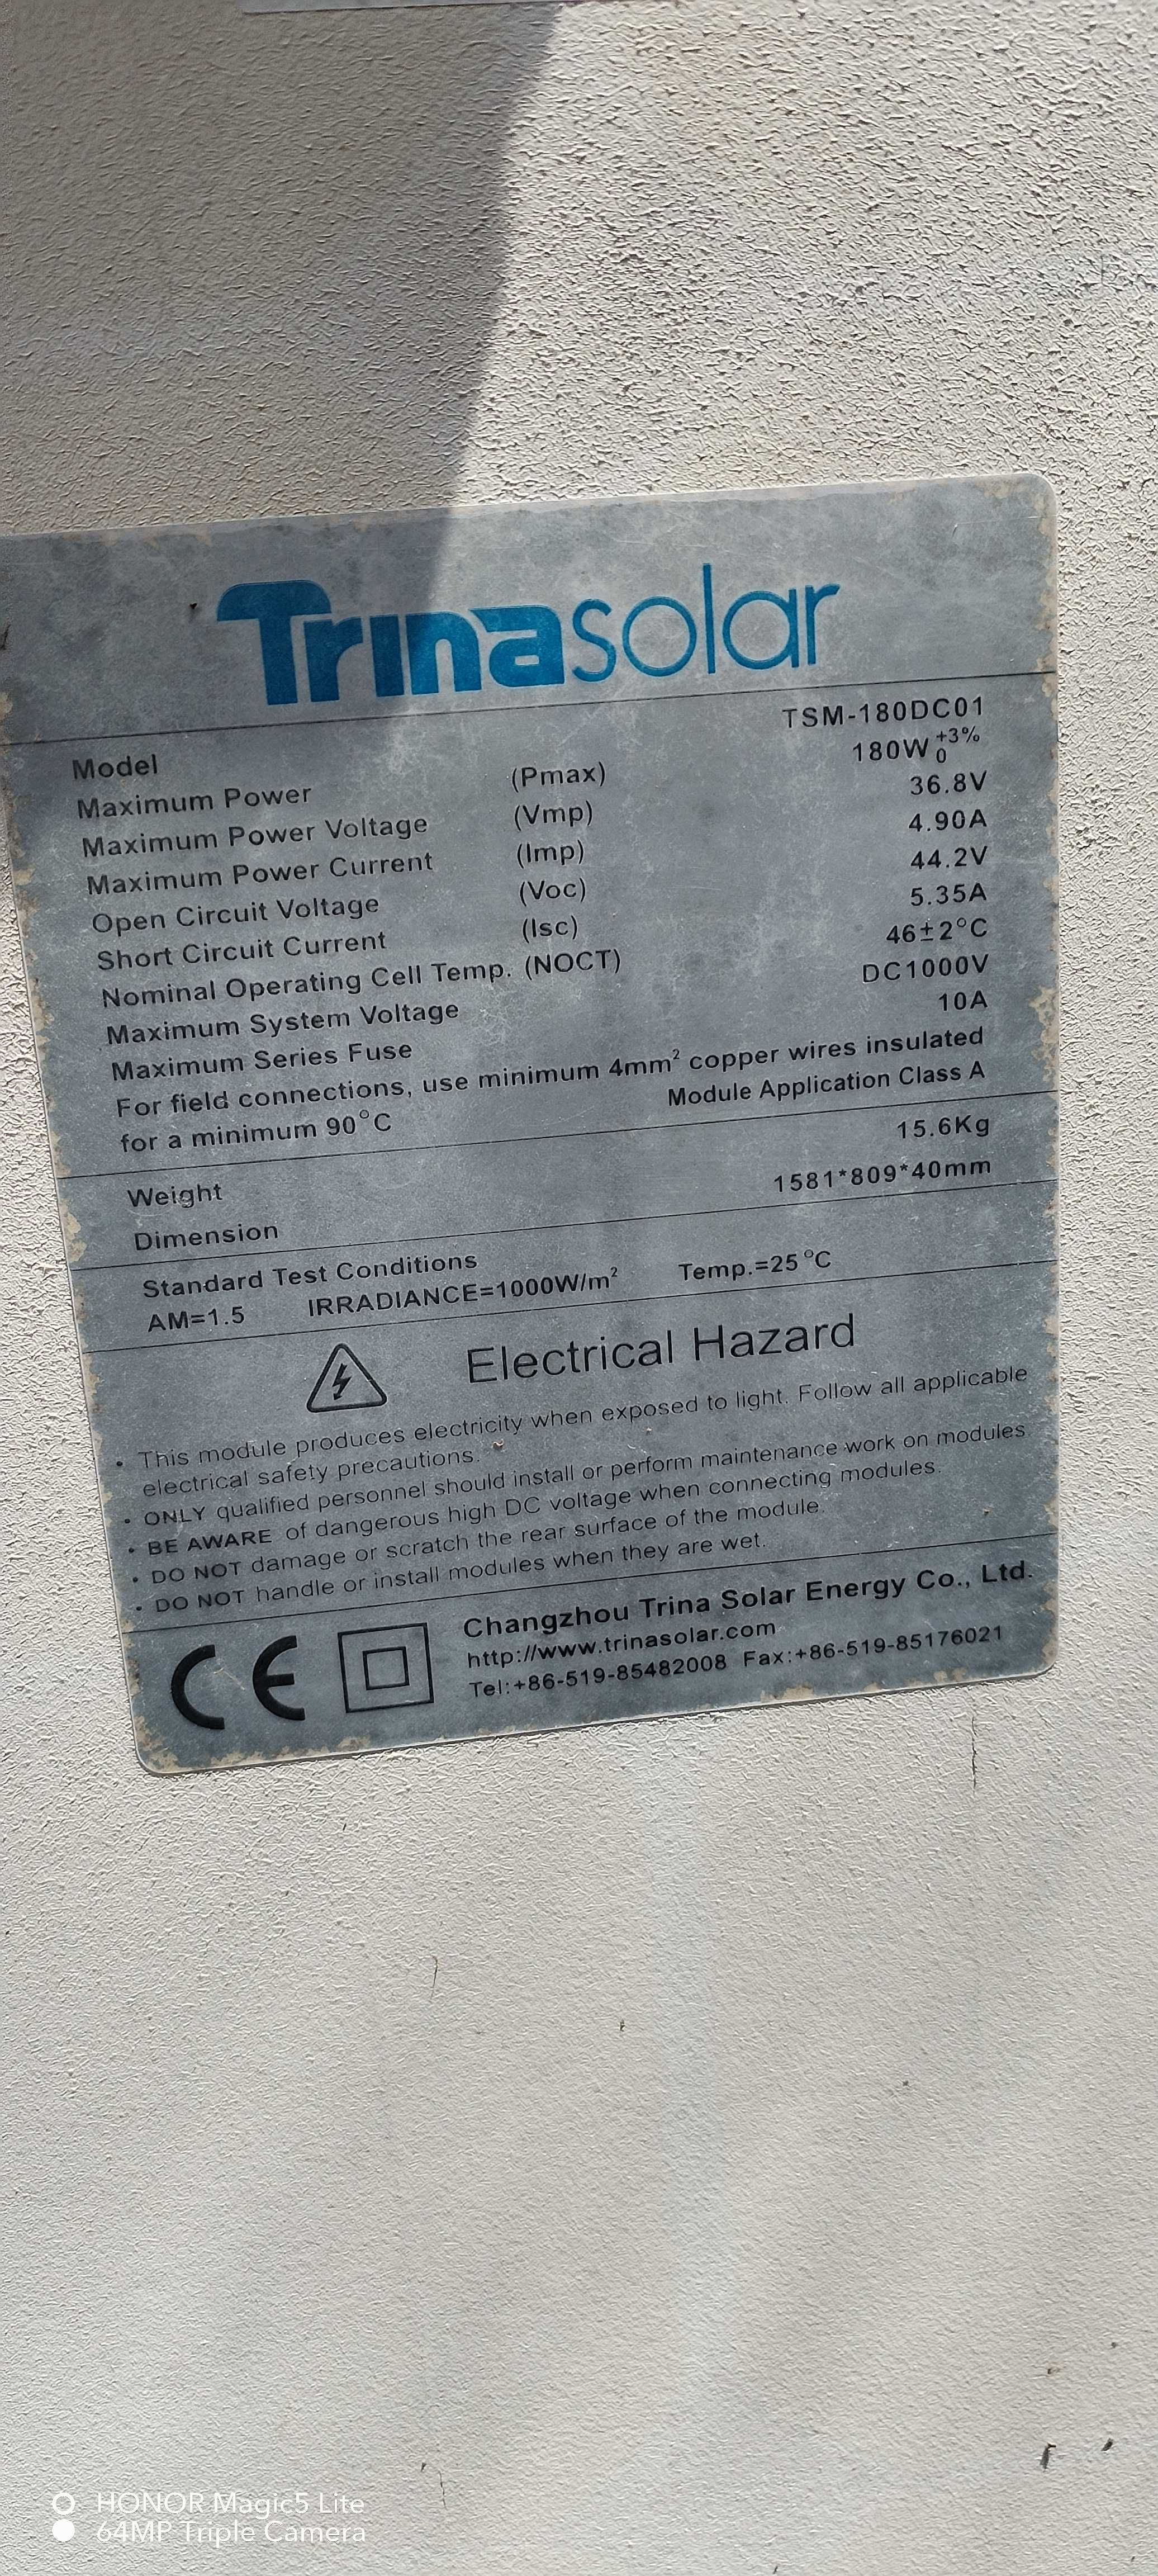 Trinasolar
Model TSM-180DC01
Maximum Power (Pmax) 180W +3% 0
Maximum Power Voltage (Vmp) 36.8V
Maximum Power Current (Imp) 4.90A
Open Circuit Voltage (Voc) 44.2V
Short Circuit Current (Isc) 5.35A
Nominal Operating Cell Temp. (NOCT) 46±2°C
Maximum System Voltage DC1000V
Maximum Series Fuse 10A
For field connections, use minimum 4mm² copper wires insulated
for a minimum 90°C Module Application Class A
Weight 15.6Kg
Dimension 1581*809*40mm
Standard Test Conditions
AM=1.5 IRRADIANCE=1000W/m² Temp.=25°C
Electrical Hazard
• This module produces electricity when exposed to light. Follow all applicable
electrical safety precautions.
• ONLY qualified personnel should install or perform maintenance work on modules
• BE AWARE of dangerous high DC voltage when connecting modules.
• DO NOT damage or scratch the rear surface of the module.
• DO NOT handle or install modules when they are wet.
CE
Changzhou Trina Solar Energy Co., Ltd.
http://www.trinasolar.com
Tel:+86-519-85482008 Fax:+86-519-85176021
HONOR Magic5 Lite
64MP Triple Camera